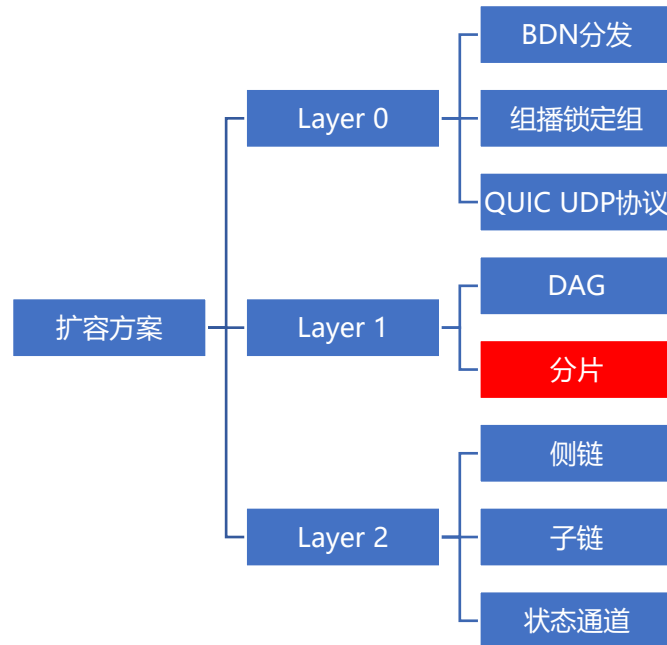 扩容方案
Layer 0
BDN分发
组播锁定组
QUIC UDP协议
Layer 1
DAG
分片
Layer 2
侧链
子链
状态通道